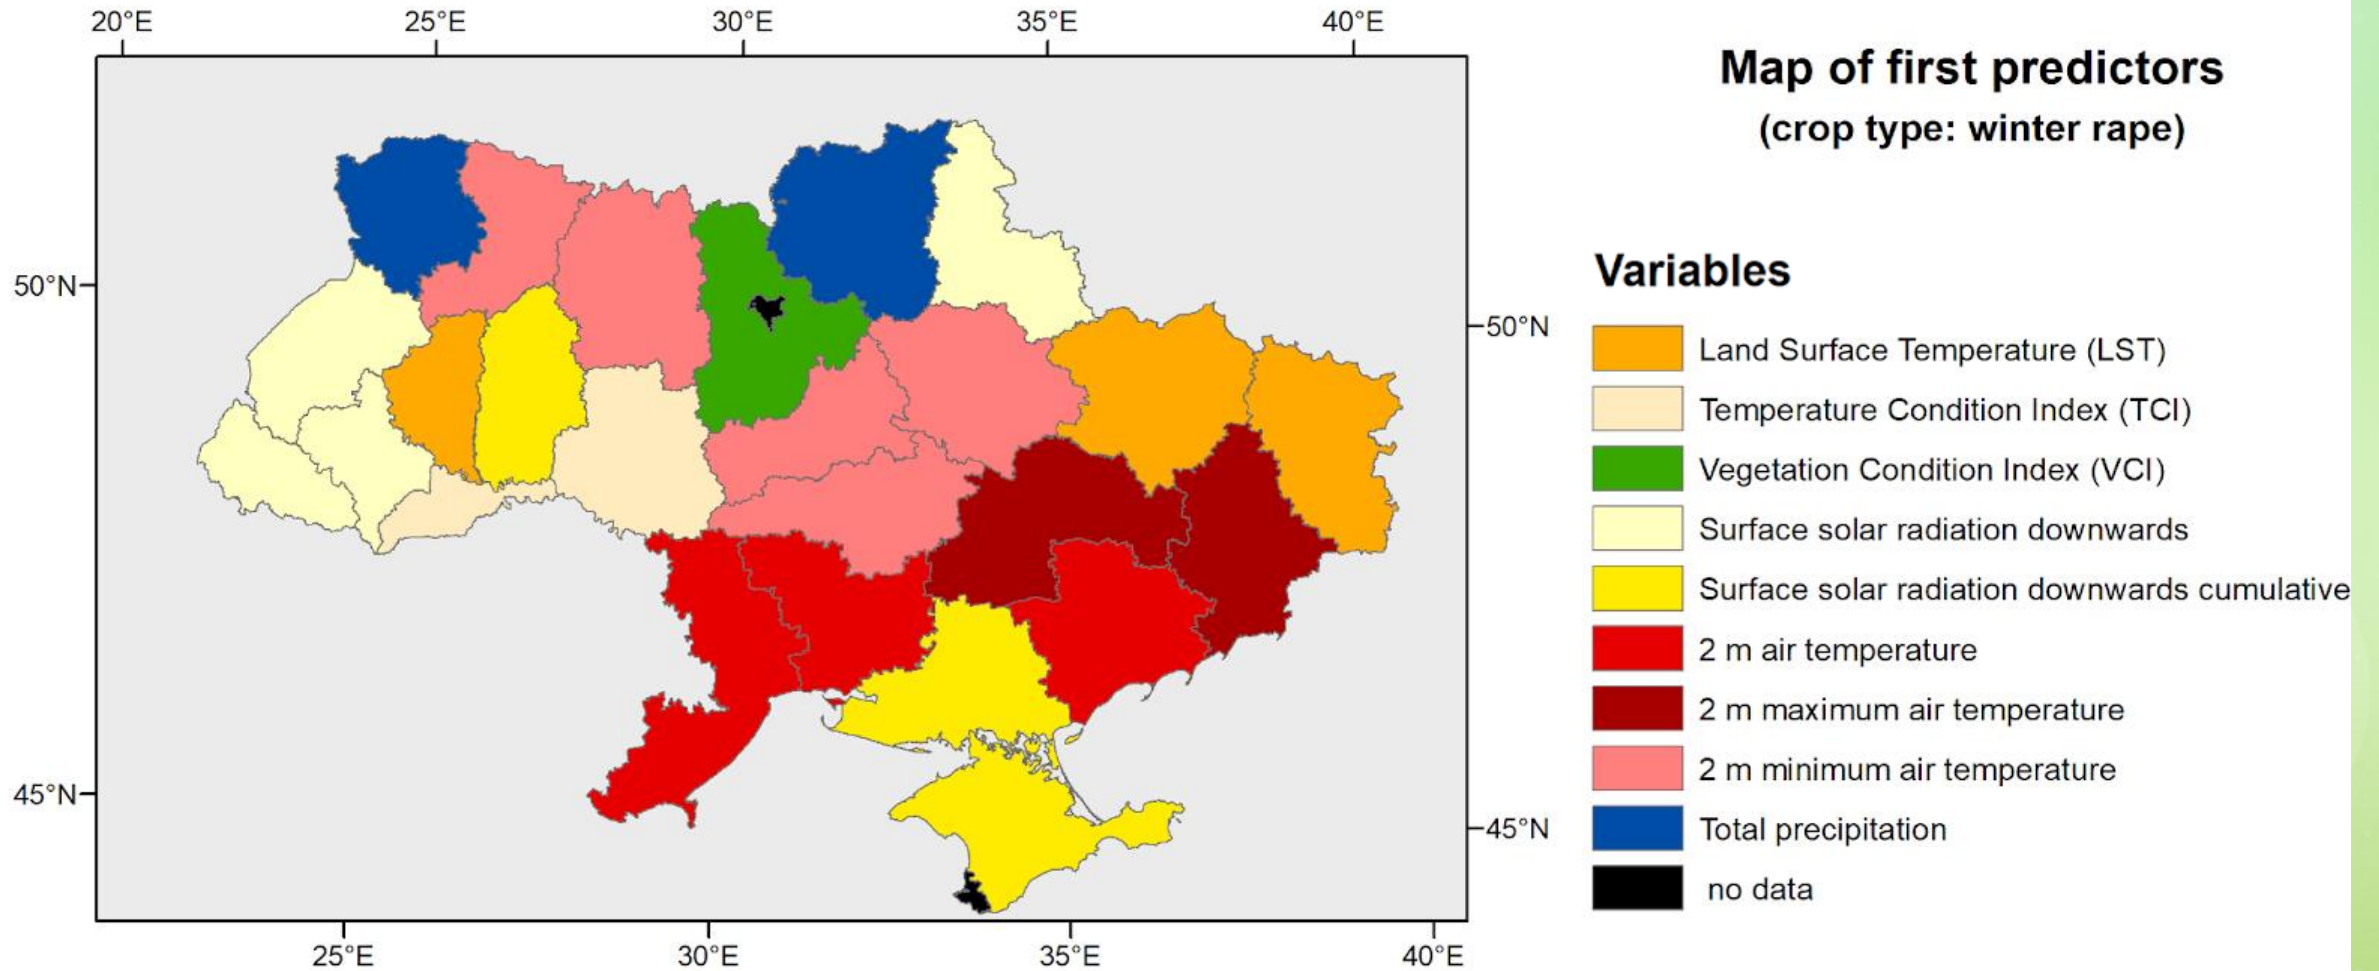 20°E 25°E 30°E 35°E 40°E
Map of first predictors
(crop type: winter rape)
50°N
50°N
45°N
45°N
25°E 30°E 35°E 40°E
Variables
Land Surface Temperature (LST)
Temperature Condition Index (TCI)
Vegetation Condition Index (VCI)
Surface solar radiation downwards
Surface solar radiation downwards cumulative
2 m air temperature
2 m maximum air temperature
2 m minimum air temperature
Total precipitation
no data